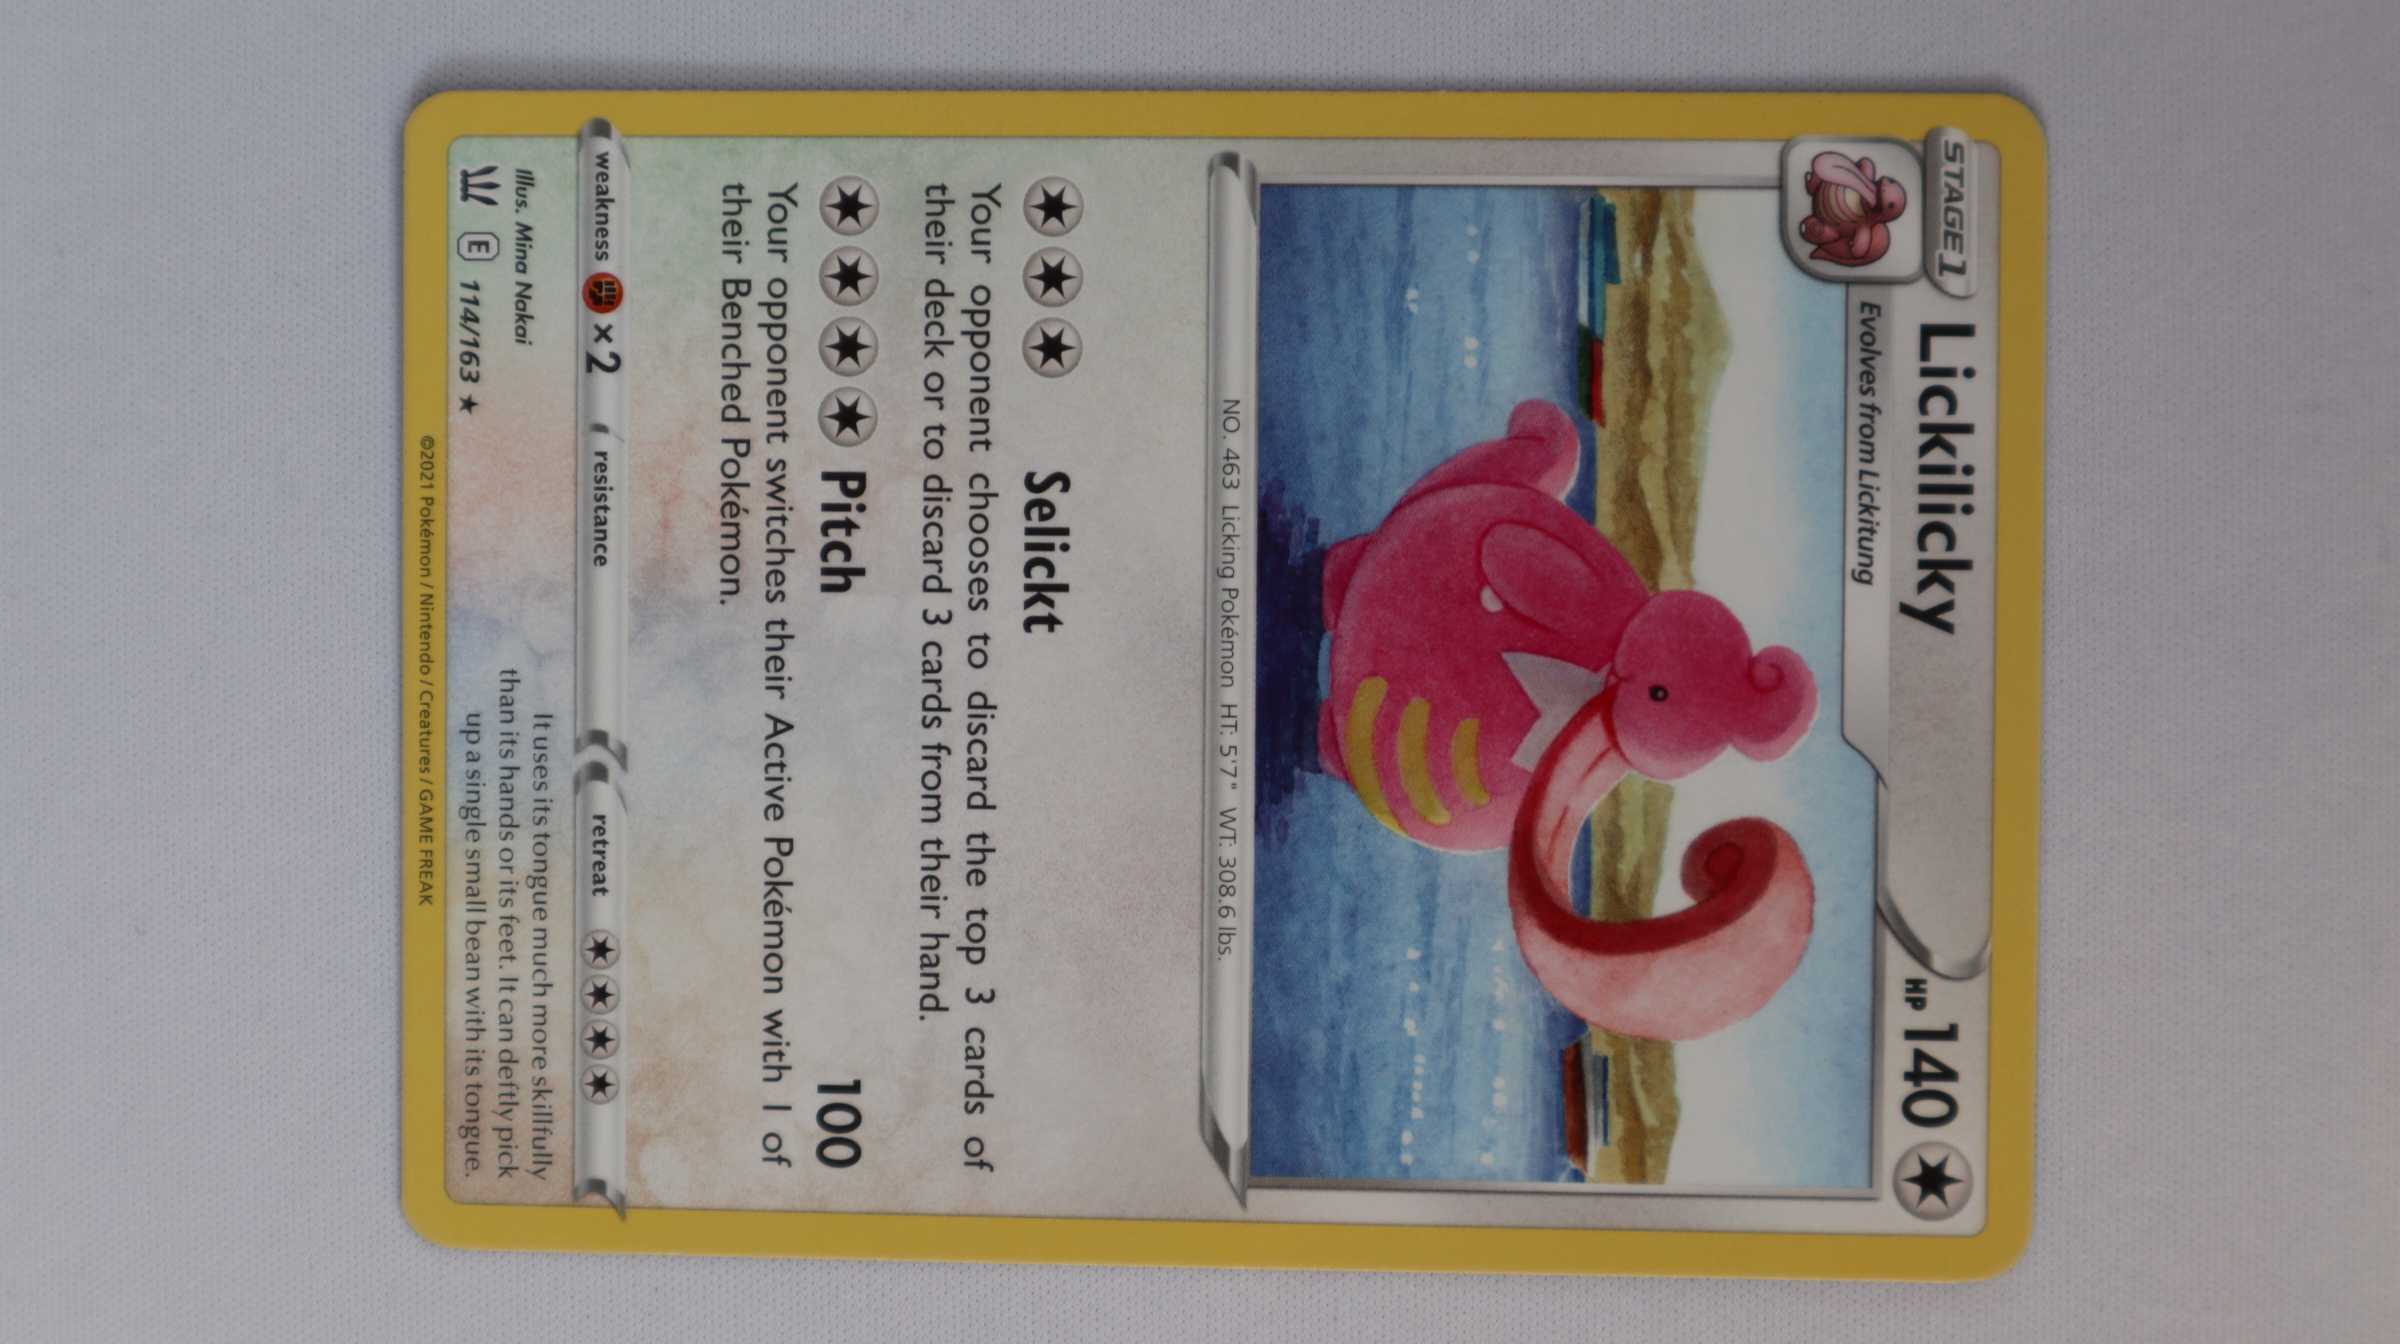 STAGE 1 Lickilicky HP 140
Evolves from Lickitung
NO. 463 Licking Pokémon HT: 5'7" WT: 308.6 lbs.
Selickt
Your opponent chooses to discard the top 3 cards of
their deck or to discard 3 cards from their hand.
Pitch 100
Your opponent switches their Active Pokémon with 1 of
their Benched Pokémon.
weakness ×2 resistance retreat
It uses its tongue much more skillfully
than its hands or its feet. It can deftly pick
up a single small bean with its tongue.
Illus. Mina Nakai
E 114/163 ★
©2021 Pokémon / Nintendo / Creatures / GAME FREAK